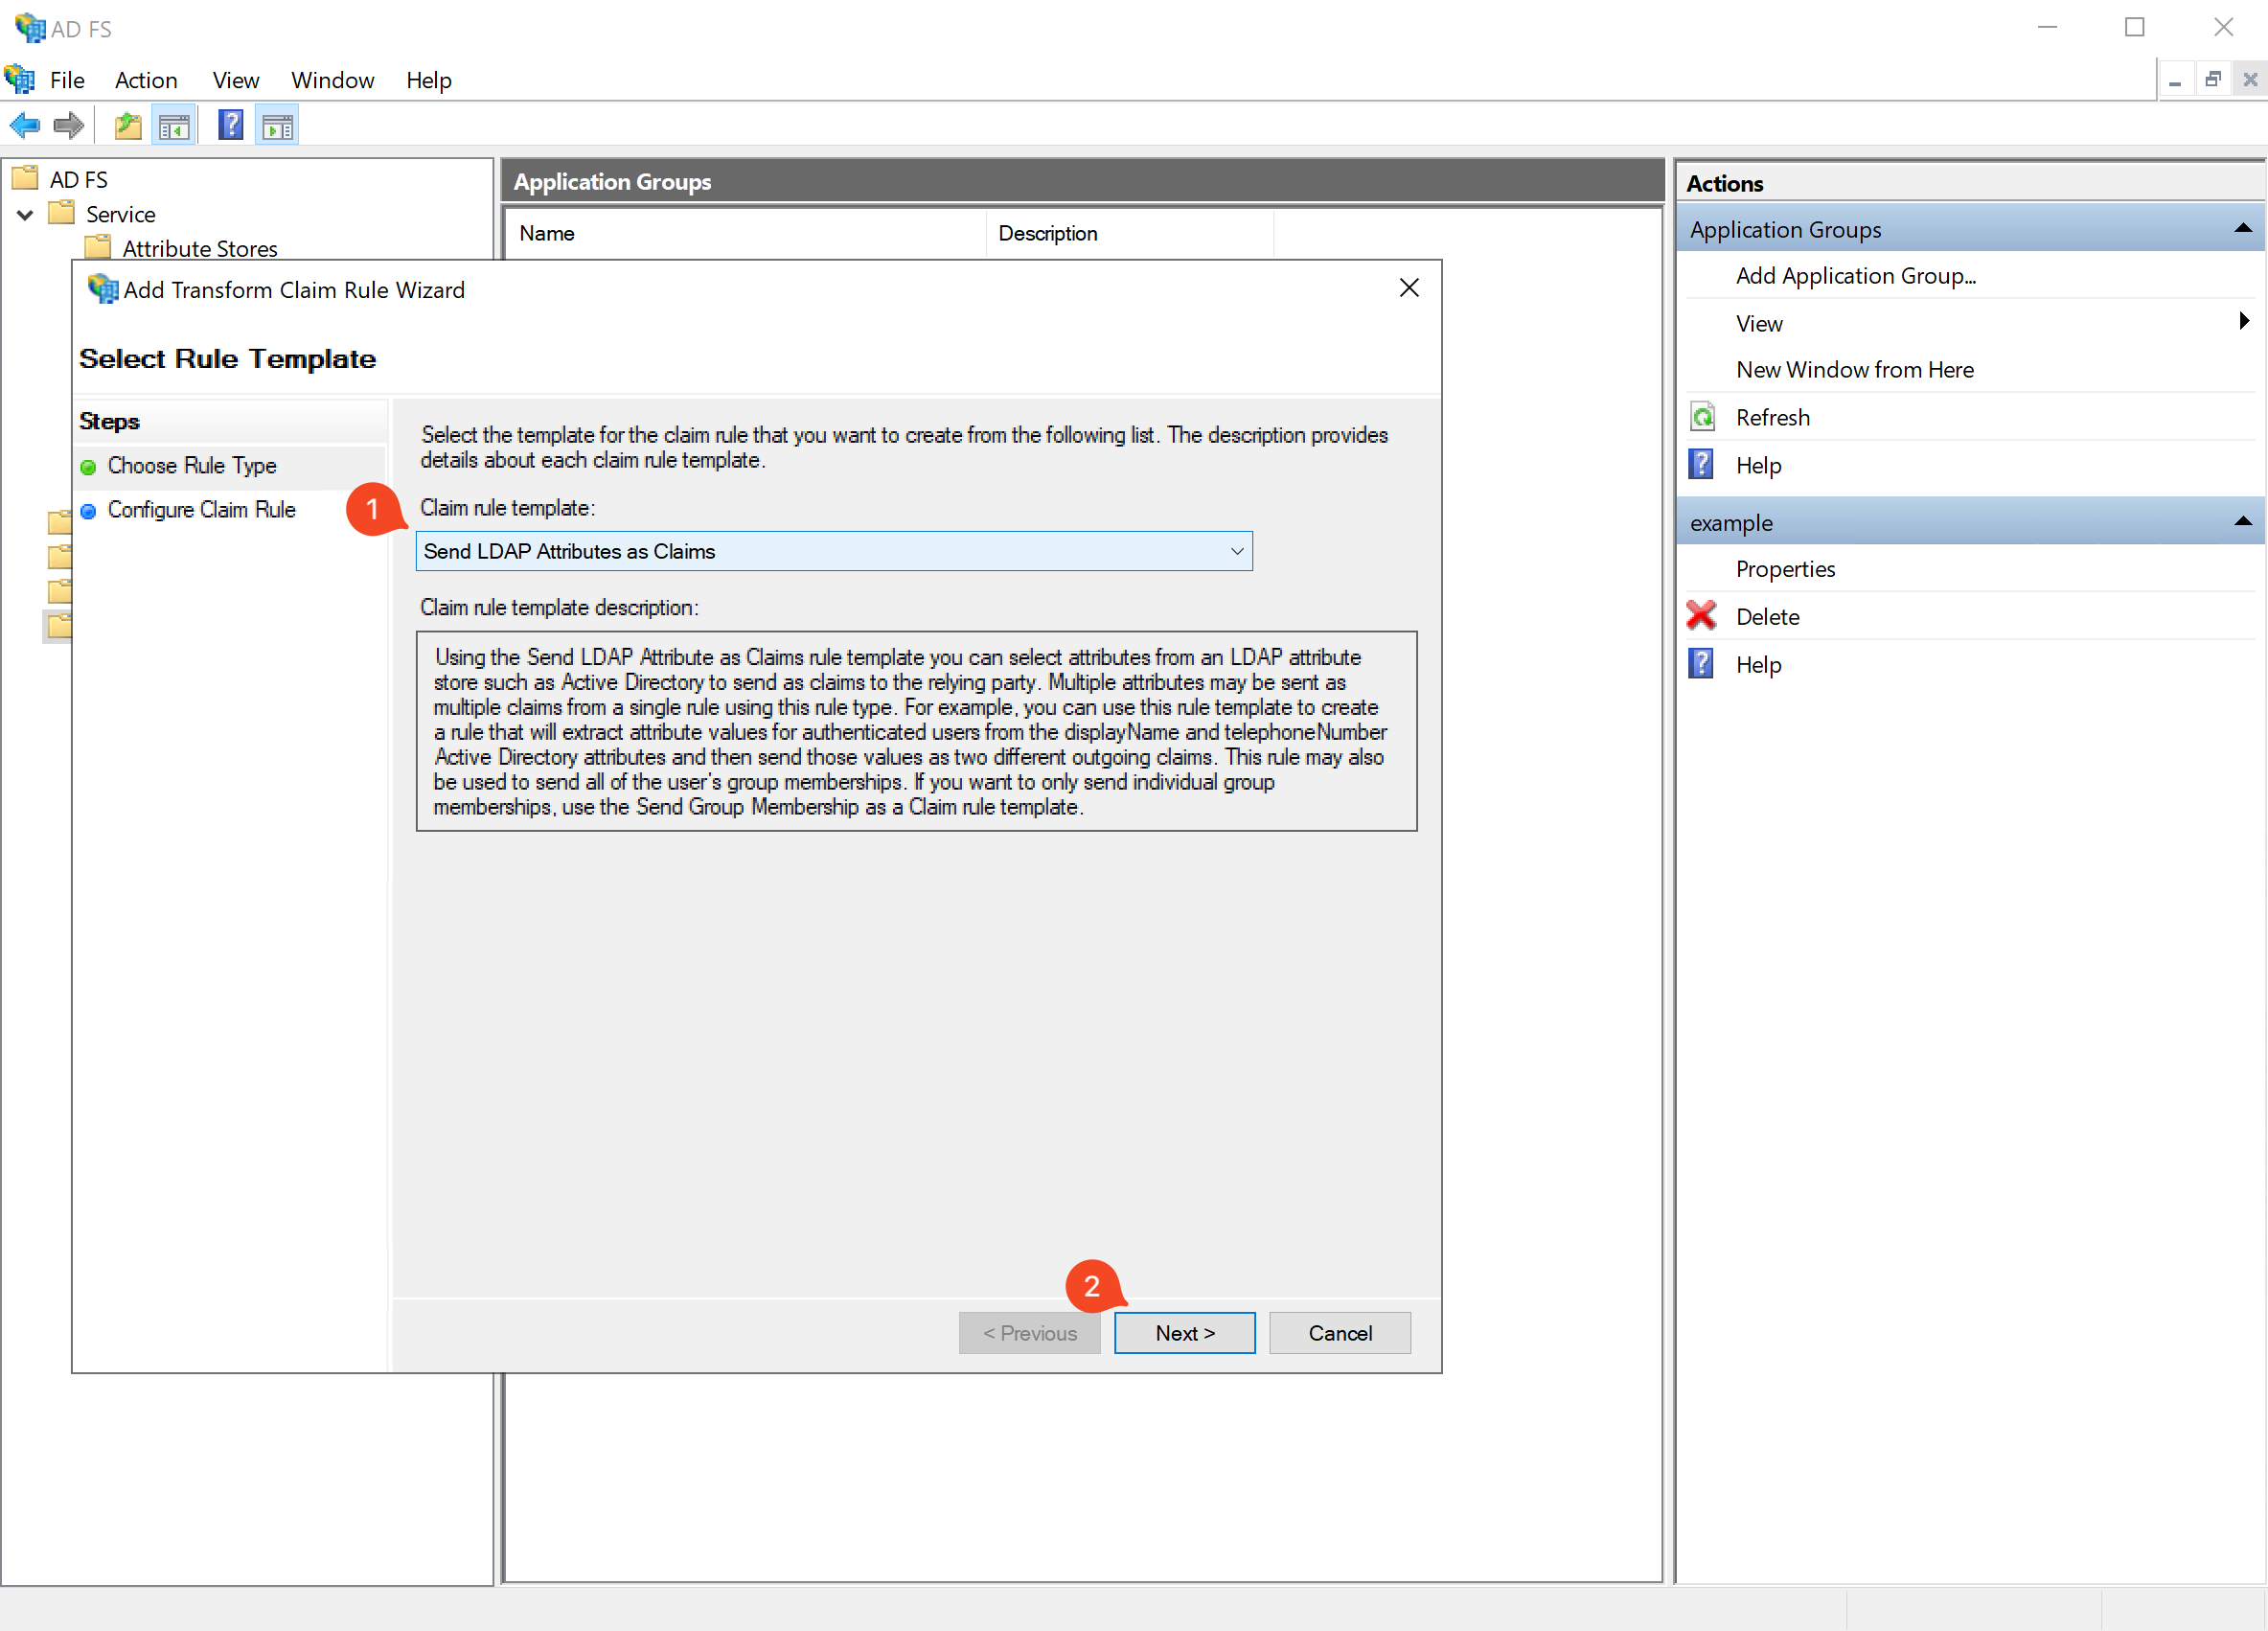 AD FS
File Action View Window Help
AD FS
Service
Attribute Stores
Application Groups
Name Description
Add Transform Claim Rule Wizard
Select Rule Template
Steps
Choose Rule Type
Configure Claim Rule
Select the template for the claim rule that you want to create from the following list. The description provides
details about each claim rule template.
1
Claim rule template:
Send LDAP Attributes as Claims
Claim rule template description:
Using the Send LDAP Attribute as Claims rule template you can select attributes from an LDAP attribute
store such as Active Directory to send as claims to the relying party. Multiple attributes may be sent as
multiple claims from a single rule using this rule type. For example, you can use this rule template to create
a rule that will extract attribute values for authenticated users from the displayName and telephoneNumber
Active Directory attributes and then send those values as two different outgoing claims. This rule may also
be used to send all of the user's group memberships. If you want to only send individual group
memberships, use the Send Group Membership as a Claim rule template.
2
< Previous Next > Cancel
Actions
Application Groups
Add Application Group...
View
New Window from Here
Refresh
Help
example
Properties
Delete
Help